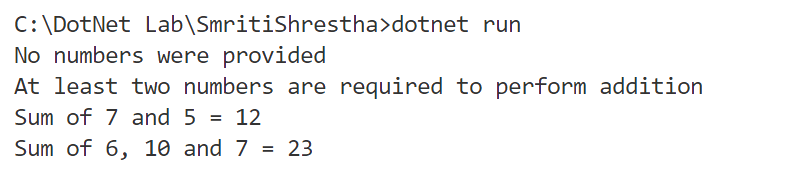 C:\DotNet Lab\SmritiShrestha>dotnet run
No numbers were provided
At least two numbers are required to perform addition
Sum of 7 and 5 = 12
Sum of 6, 10 and 7 = 23